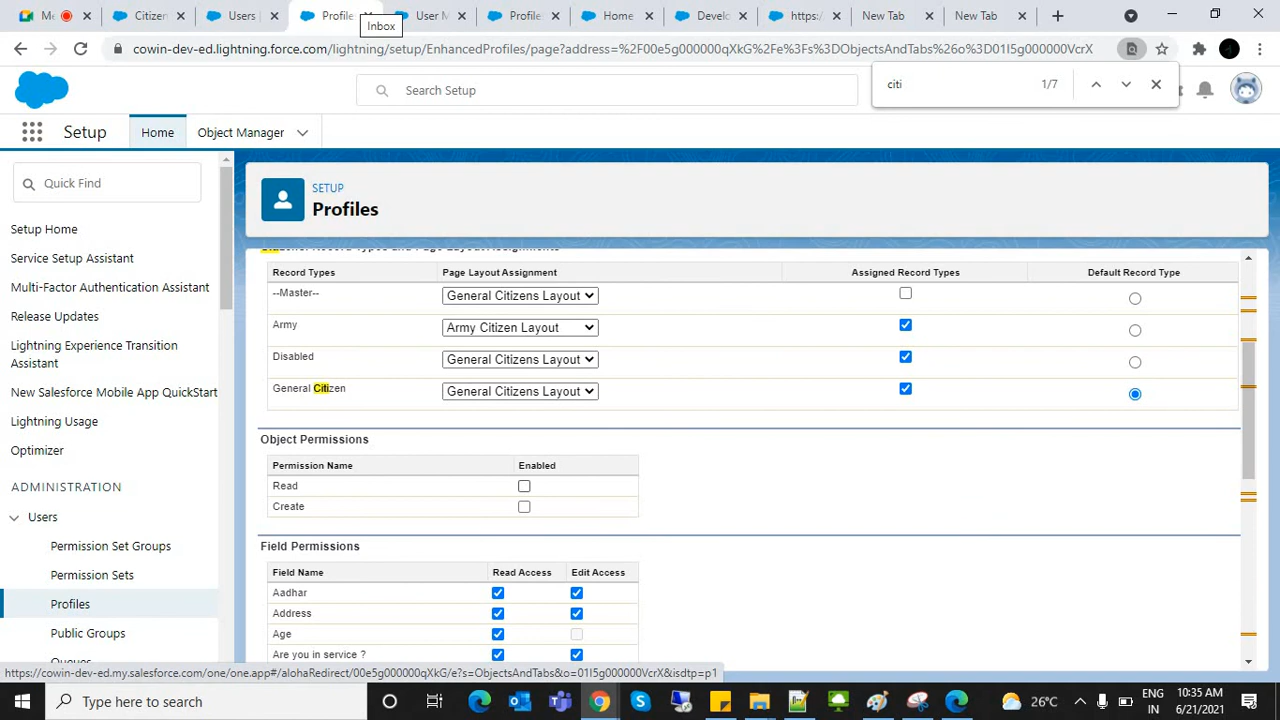 Me
Citizen
Users
Profile
User M
Profile
Home
Develo
https:/
New Tab
New Tab
Inbox
cowin-dev-ed.lightning.force.com/lightning/setup/EnhancedProfiles/page?address=%2F00e5g000000qXkG%2Fe%3Fs%3DObjectsAndTabs%26o%3D01I5g000000VcrX
Search Setup
citi 1/7
Setup Home Object Manager
Quick Find
Setup Home
Service Setup Assistant
Multi-Factor Authentication Assistant
Release Updates
Lightning Experience Transition
Assistant
New Salesforce Mobile App QuickStart
Lightning Usage
Optimizer
ADMINISTRATION
Users
Permission Set Groups
Permission Sets
Profiles
Public Groups
Queues
SETUP
Profiles
Record Types and Page Layout Assignments
Record Types Page Layout Assignment Assigned Record Types Default Record Type
--Master-- General Citizens Layout
Army Army Citizen Layout
Disabled General Citizens Layout
General Citizen General Citizens Layout
Object Permissions
Permission Name Enabled
Read
Create
Field Permissions
Field Name Read Access Edit Access
Aadhar
Address
Age
Are you in service ?
https://cowin-dev-ed.my.salesforce.com/one/one.app#/alohaRedirect/00e5g000000qXkG/e?s=ObjectsAndTabs&o=01I5g000000VcrX&isdtp=p1
Type here to search
26°C
ENG
IN
10:35 AM
6/21/2021